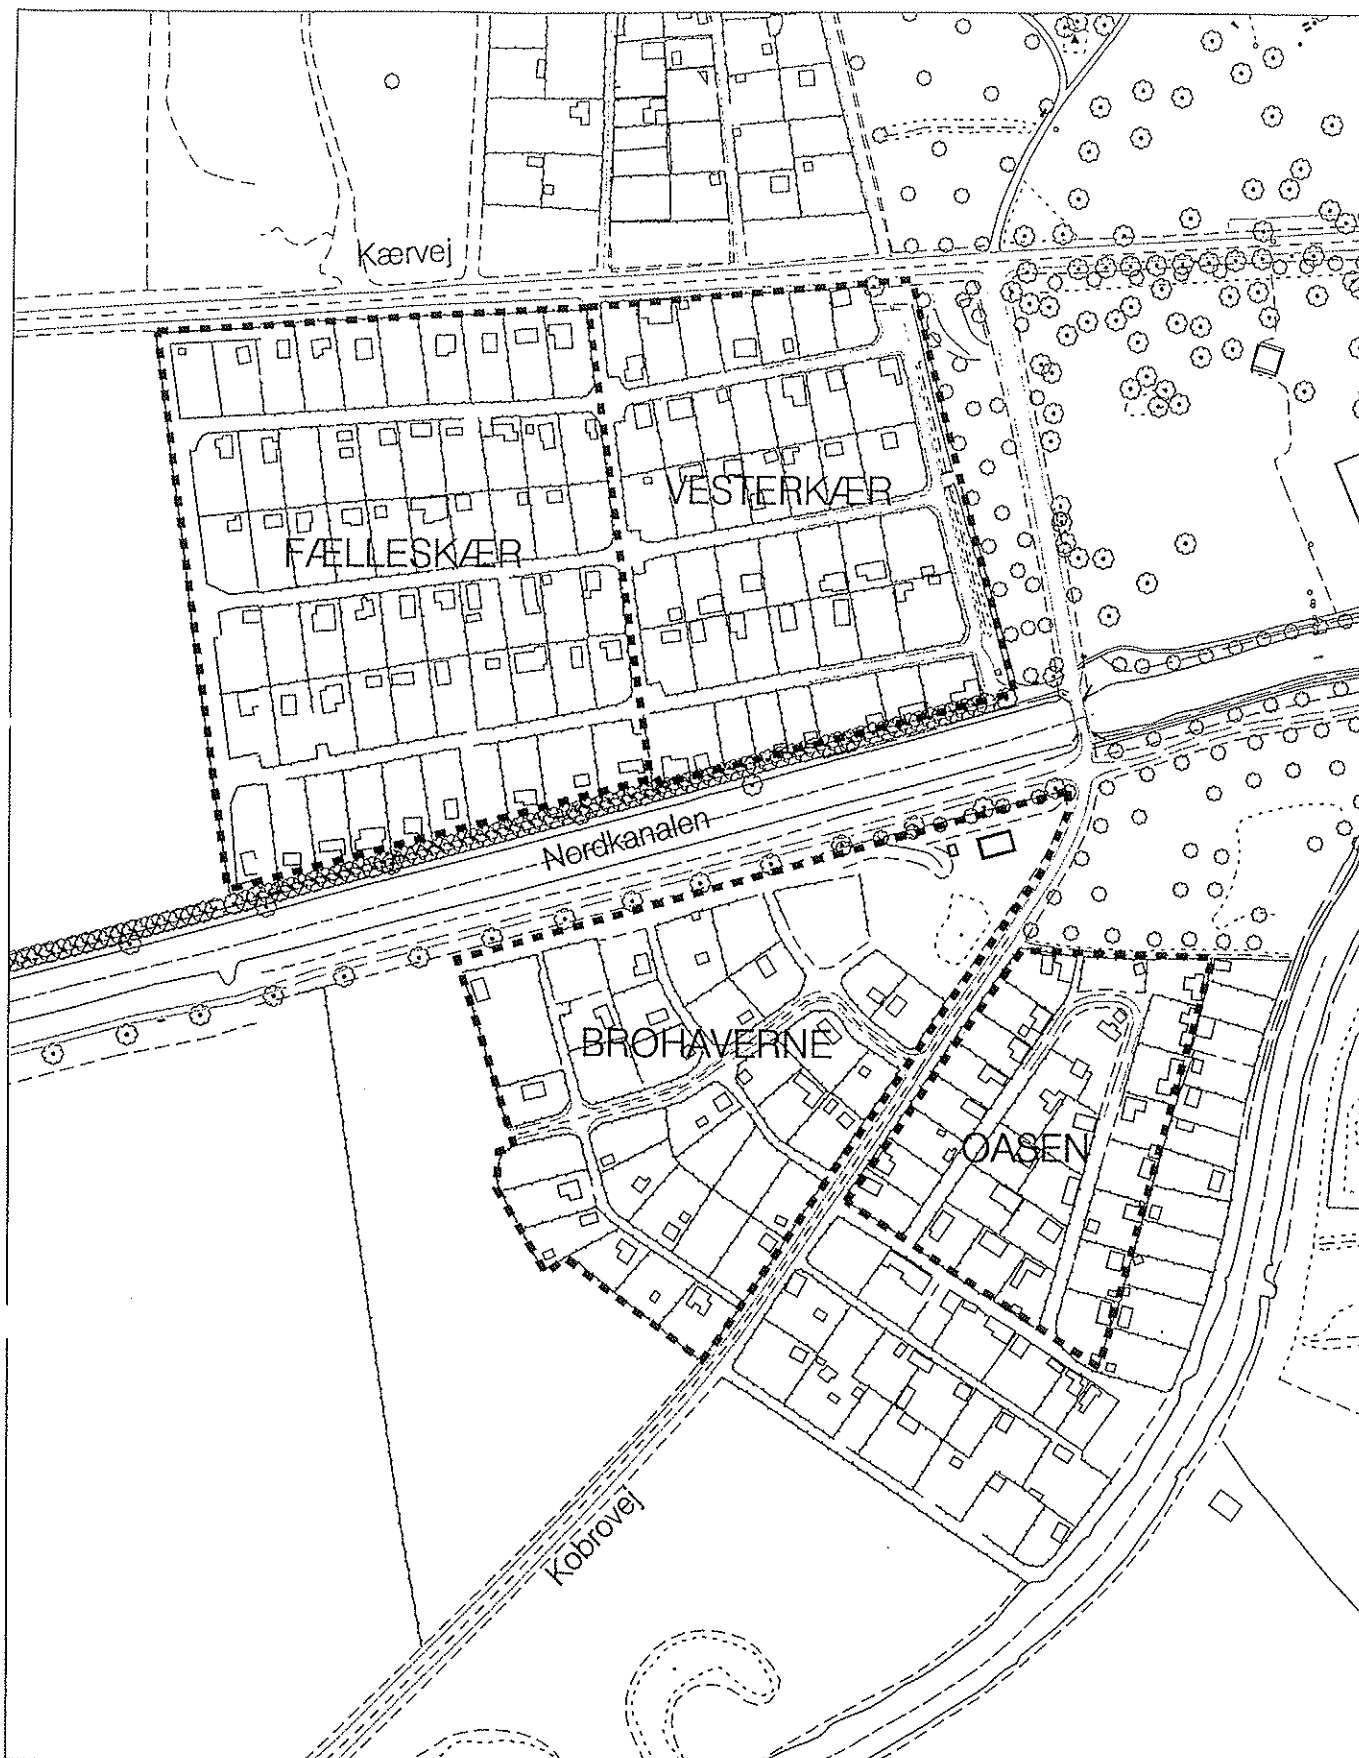 Kærvej
VESTERKÆR
FÆLLESKÆR
Nordkanalen
BROHAVERNE
OASEN
Kobrovej